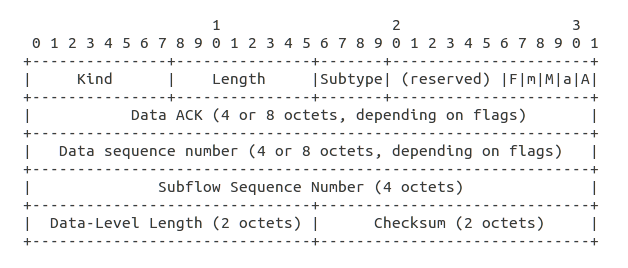 1                   2                   3
 0 1 2 3 4 5 6 7 8 9 0 1 2 3 4 5 6 7 8 9 0 1 2 3 4 5 6 7 8 9 0 1
+---------------+---------------+-------+----------------------+
|     Kind      |    Length     |Subtype| (reserved) |F|m|M|a|A|
+---------------+---------------+-------+----------------------+
|           Data ACK (4 or 8 octets, depending on flags)       |
+--------------------------------------------------------------+
|   Data sequence number (4 or 8 octets, depending on flags)   |
+--------------------------------------------------------------+
|              Subflow Sequence Number (4 octets)              |
+-------------------------------+------------------------------+
|  Data-Level Length (2 octets) |      Checksum (2 octets)     |
+-------------------------------+------------------------------+